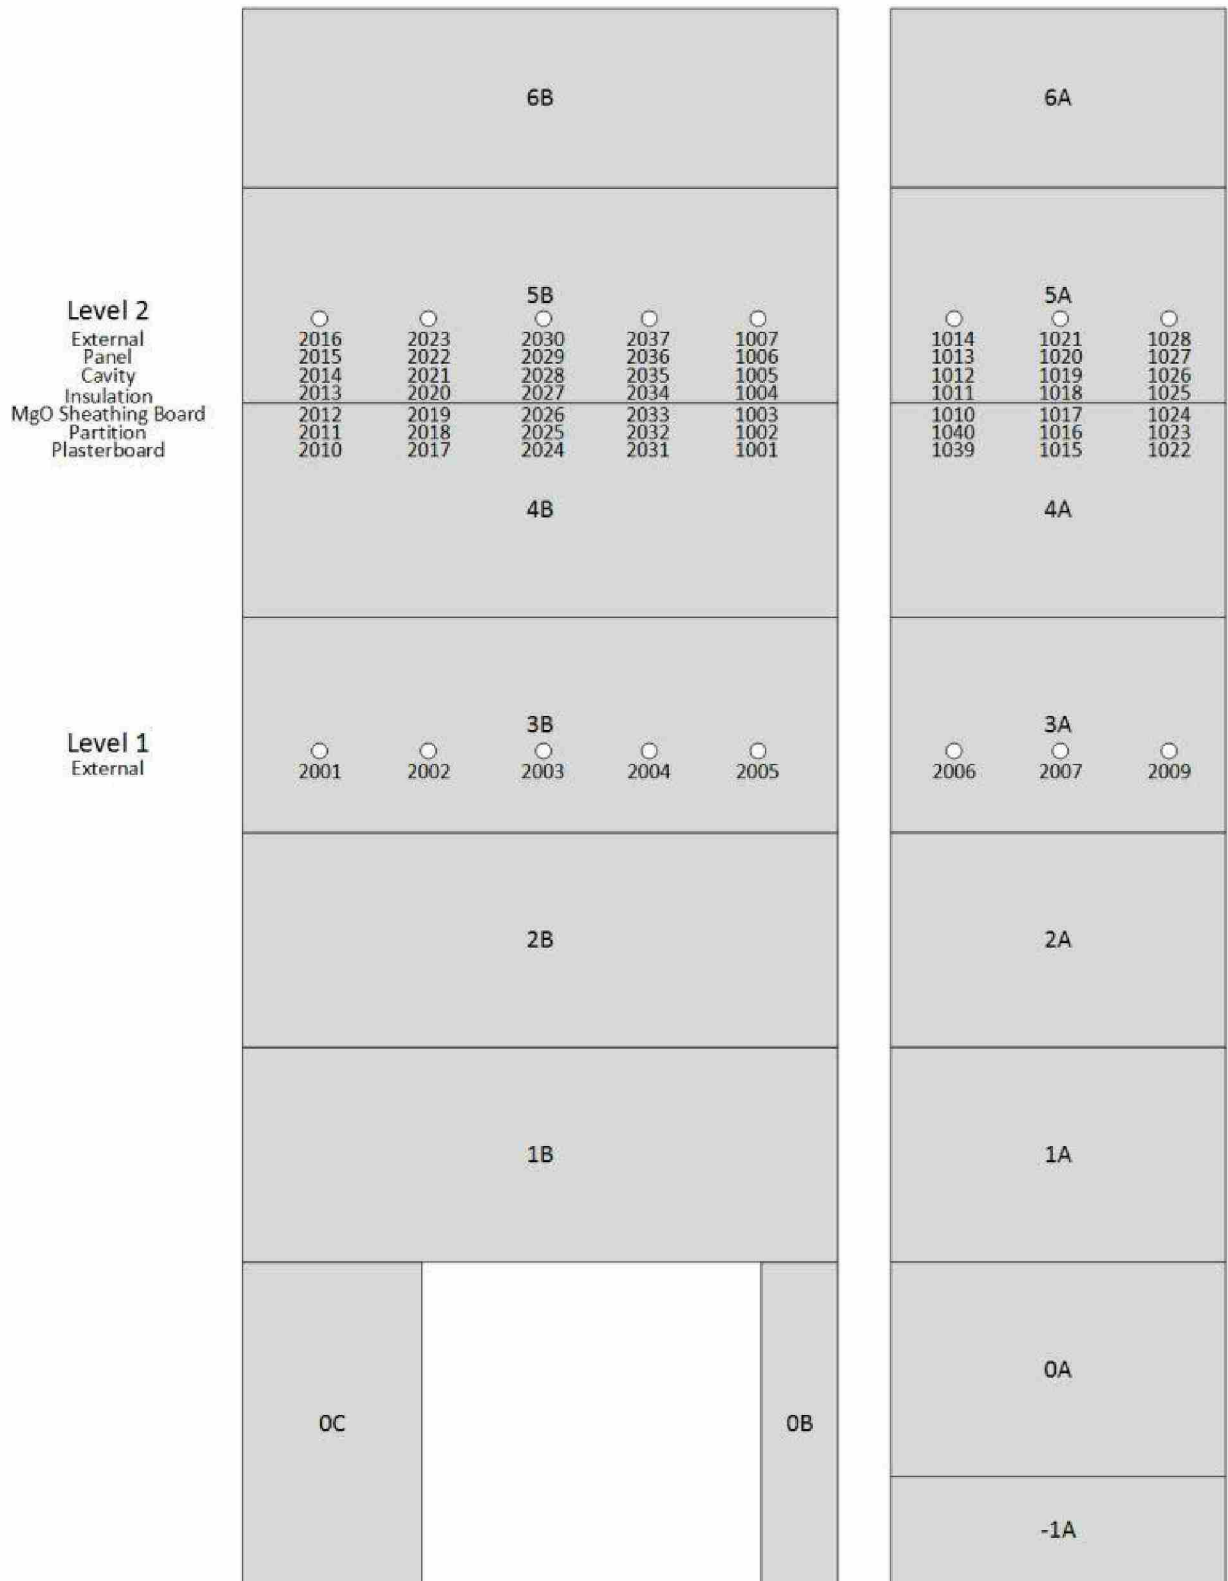 6B 6A
5B 5A
Level 2
External 2016 2023 2030 2037 1007 1014 1021 1028
Panel 2015 2022 2029 2036 1006 1013 1020 1027
Cavity 2014 2021 2028 2035 1005 1012 1019 1026
Insulation 2013 2020 2027 2034 1004 1011 1018 1025
MgO Sheathing Board 2012 2019 2026 2033 1003 1010 1017 1024
Partition 2011 2018 2025 2032 1002 1040 1016 1023
Plasterboard 2010 2017 2024 2031 1001 1039 1015 1022
4B 4A
3B 3A
Level 1
External 2001 2002 2003 2004 2005 2006 2007 2009
2B 2A
1B 1A
0A
0C 0B
-1A